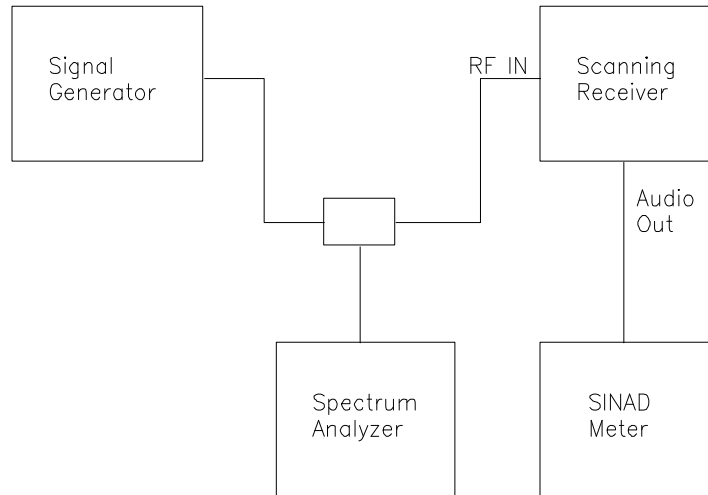 Signal
Generator
RF IN
Scanning
Receiver
Audio
Out
Spectrum
Analyzer
SINAD
Meter